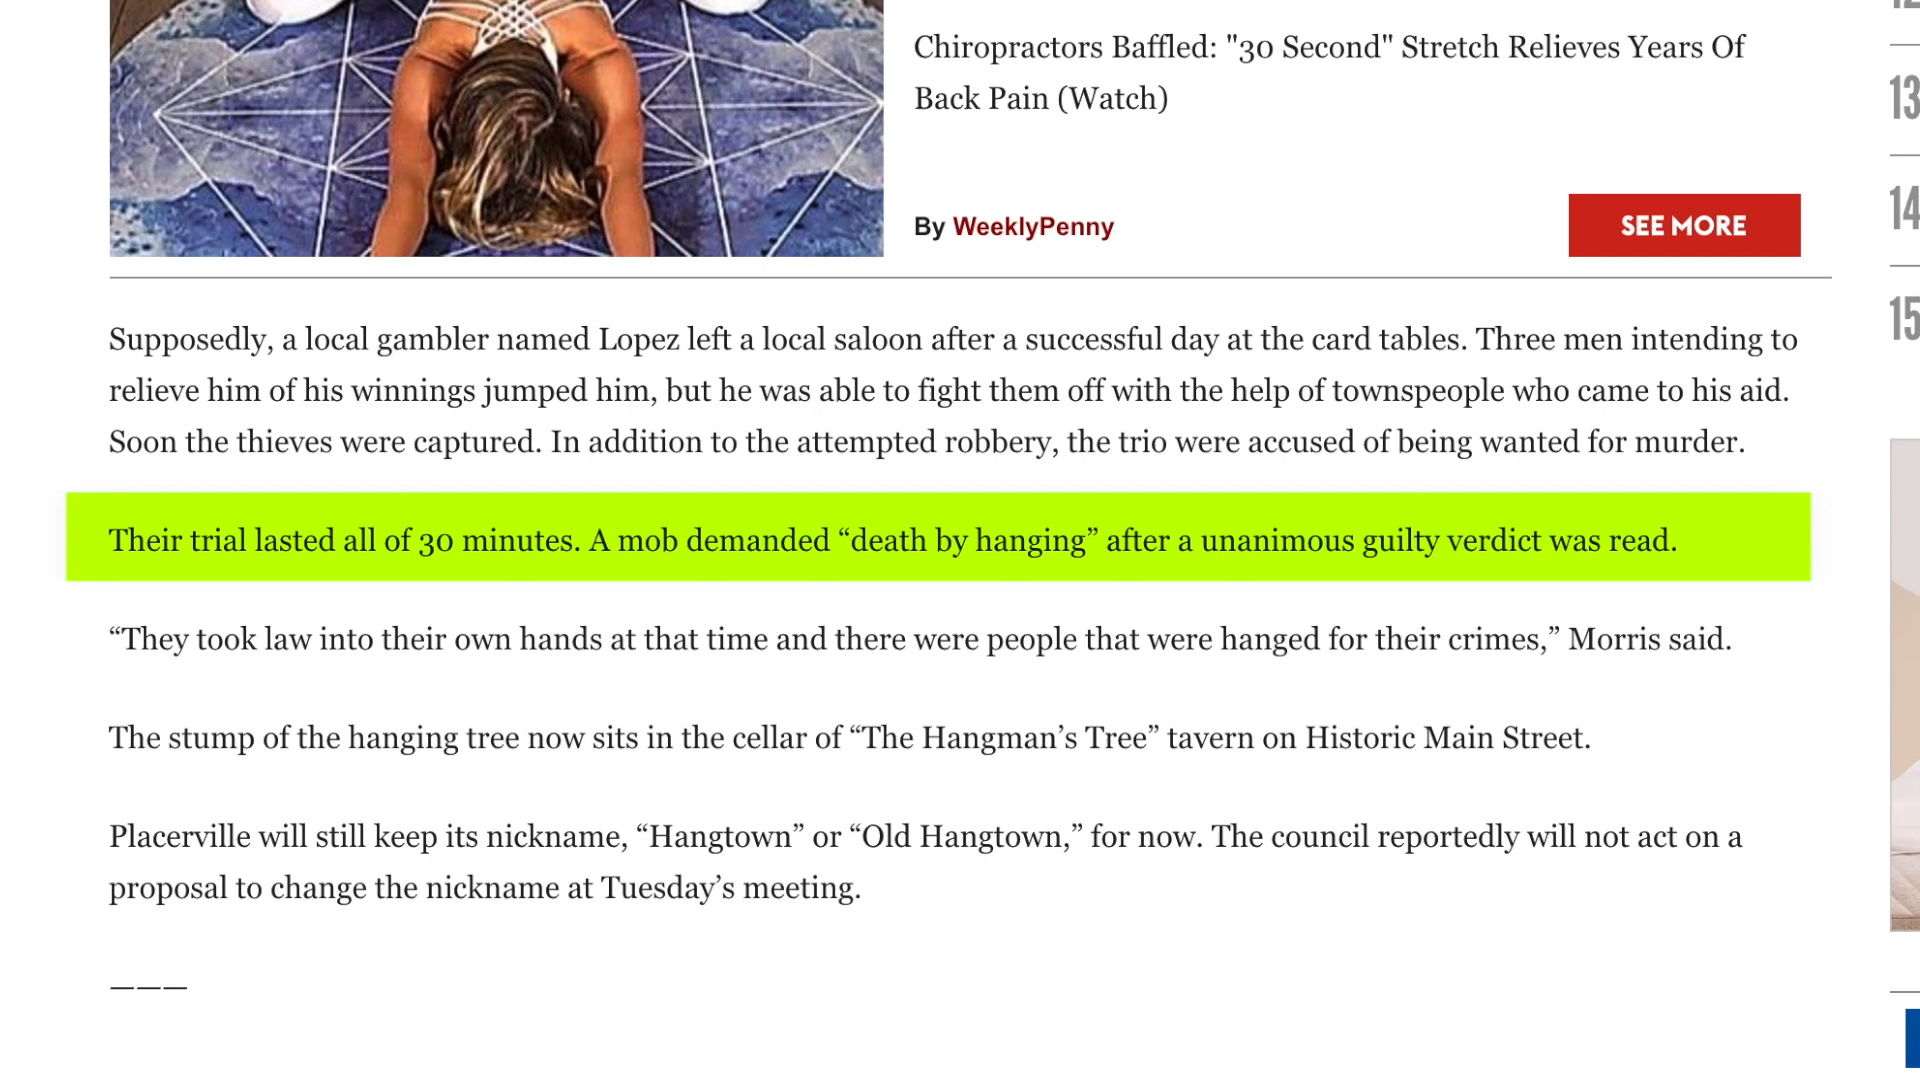 Chiropractors Baffled: "30 Second" Stretch Relieves Years Of
Back Pain (Watch)
By WeeklyPenny
SEE MORE
Supposedly, a local gambler named Lopez left a local saloon after a successful day at the card tables. Three men intending to
relieve him of his winnings jumped him, but he was able to fight them off with the help of townspeople who came to his aid.
Soon the thieves were captured. In addition to the attempted robbery, the trio were accused of being wanted for murder.
Their trial lasted all of 30 minutes. A mob demanded “death by hanging” after a unanimous guilty verdict was read.
“They took law into their own hands at that time and there were people that were hanged for their crimes,” Morris said.
The stump of the hanging tree now sits in the cellar of “The Hangman’s Tree” tavern on Historic Main Street.
Placerville will still keep its nickname, “Hangtown” or “Old Hangtown,” for now. The council reportedly will not act on a
proposal to change the nickname at Tuesday’s meeting.
———
13
14
15